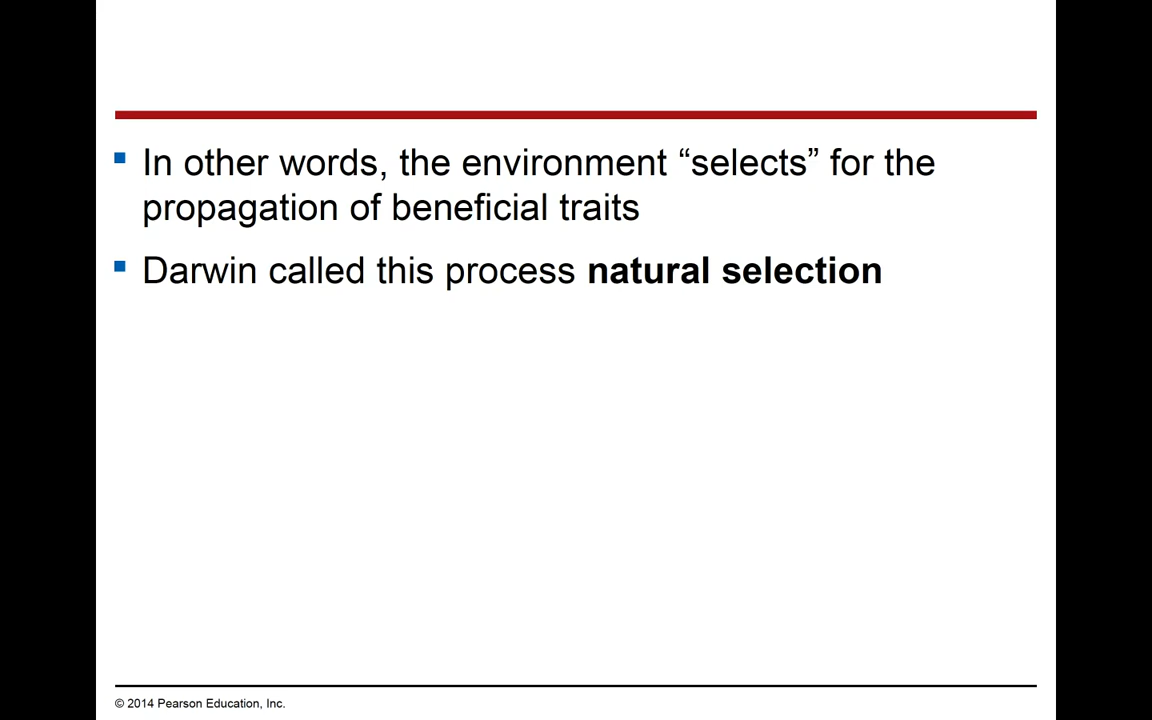 In other words, the environment “selects” for the
propagation of beneficial traits
Darwin called this process natural selection
© 2014 Pearson Education, Inc.